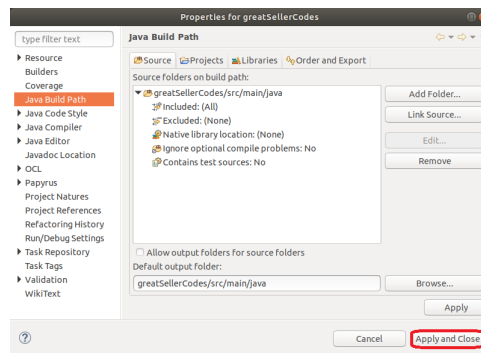 Properties for greatSellerCodes
type filter text
Java Build Path
Resource
Builders
Coverage
Java Build Path
Java Code Style
Java Compiler
Java Editor
Javadoc Location
OCL
Papyrus
Project Natures
Project References
Refactoring History
Run/Debug Settings
Task Repository
Task Tags
Validation
WikiText
Source Projects Libraries Order and Export
Source folders on build path:
greatSellerCodes/src/main/java
Included: (All)
Excluded: (None)
Native library location: (None)
Ignore optional compile problems: No
Contains test sources: No
Add Folder...
Link Source...
Edit...
Remove
Allow output folders for source folders
Default output folder:
greatSellerCodes/src/main/java
Browse...
Apply
Cancel
Apply and Close